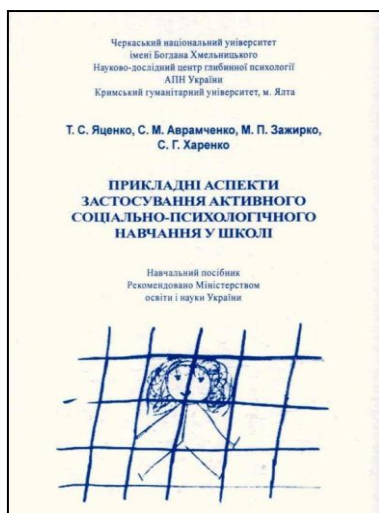 Черкаський національний університет
імені Богдана Хмельницького
Науково-дослідний центр глибинної психології
АПН України
Кримський гуманітарний університет, м. Ялта
Т. С. Яценко, С. М. Аврамченко, М. П. Зажирко,
С. Г. Харенко
ПРИКЛАДНІ АСПЕКТИ
ЗАСТОСУВАННЯ АКТИВНОГО
СОЦІАЛЬНО-ПСИХОЛОГІЧНОГО
НАВЧАННЯ У ШКОЛІ
Навчальний посібник
Рекомендовано Міністерством
освіти і науки України